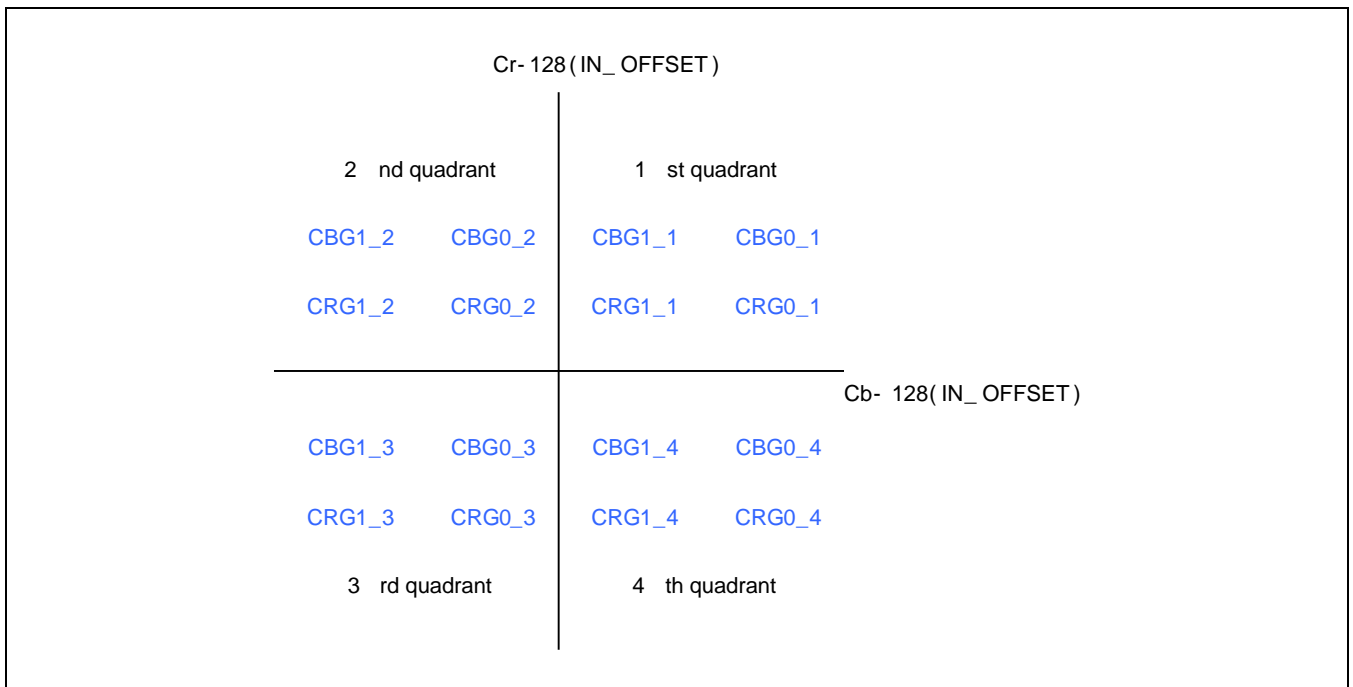 Cr- 128 ( IN_ OFFSET )
2 nd quadrant 1 st quadrant
CBG1_2 CBG0_2 CBG1_1 CBG0_1
CRG1_2 CRG0_2 CRG1_1 CRG0_1
Cb- 128( IN_ OFFSET )
CBG1_3 CBG0_3 CBG1_4 CBG0_4
CRG1_3 CRG0_3 CRG1_4 CRG0_4
3 rd quadrant 4 th quadrant